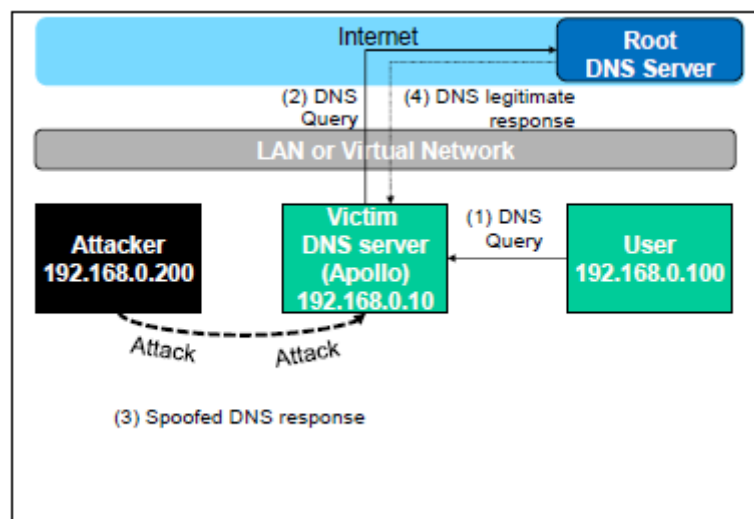 Internet
Root
DNS Server
(2) DNS
Query
(4) DNS legitimate
response
LAN or Virtual Network
Attacker
192.168.0.200
Victim
DNS server
(Apollo)
192.168.0.10
(1) DNS
Query
User
192.168.0.100
Attack
Attack
(3) Spoofed DNS response